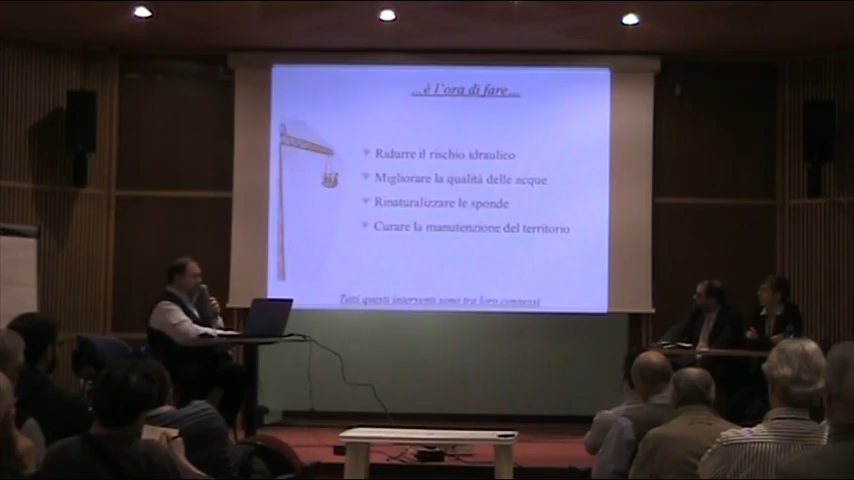 ...è l'ora di fare...
Ridurre il rischio idraulico
Migliorare la qualità delle acque
Rinaturalizzare le sponde
Curare la manutenzione del territorio
Tutti questi interventi sono tra loro connessi